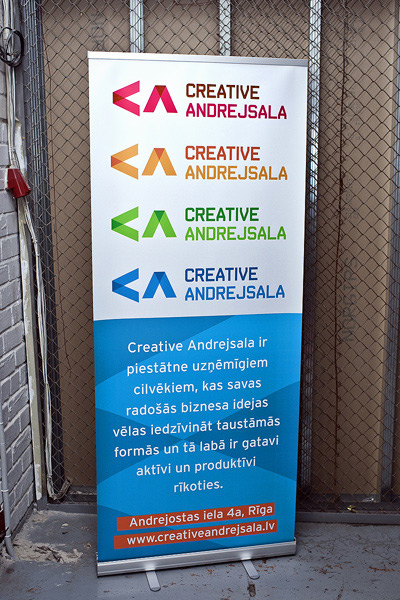 CREATIVE
ANDREJSALA
CREATIVE
ANDREJSALA
CREATIVE
ANDREJSALA
CREATIVE
ANDREJSALA
Creative Andrejsala ir
piestātne uzņēmīgiem
cilvēkiem, kas savas
radošās biznesa idejas
vēlas iedzīvināt taustāmās
formās un tā labā ir gatavi
aktīvi un produktīvi
rīkoties.
Andrejostas iela 4a, Rīga
www.creativeandrejsala.lv